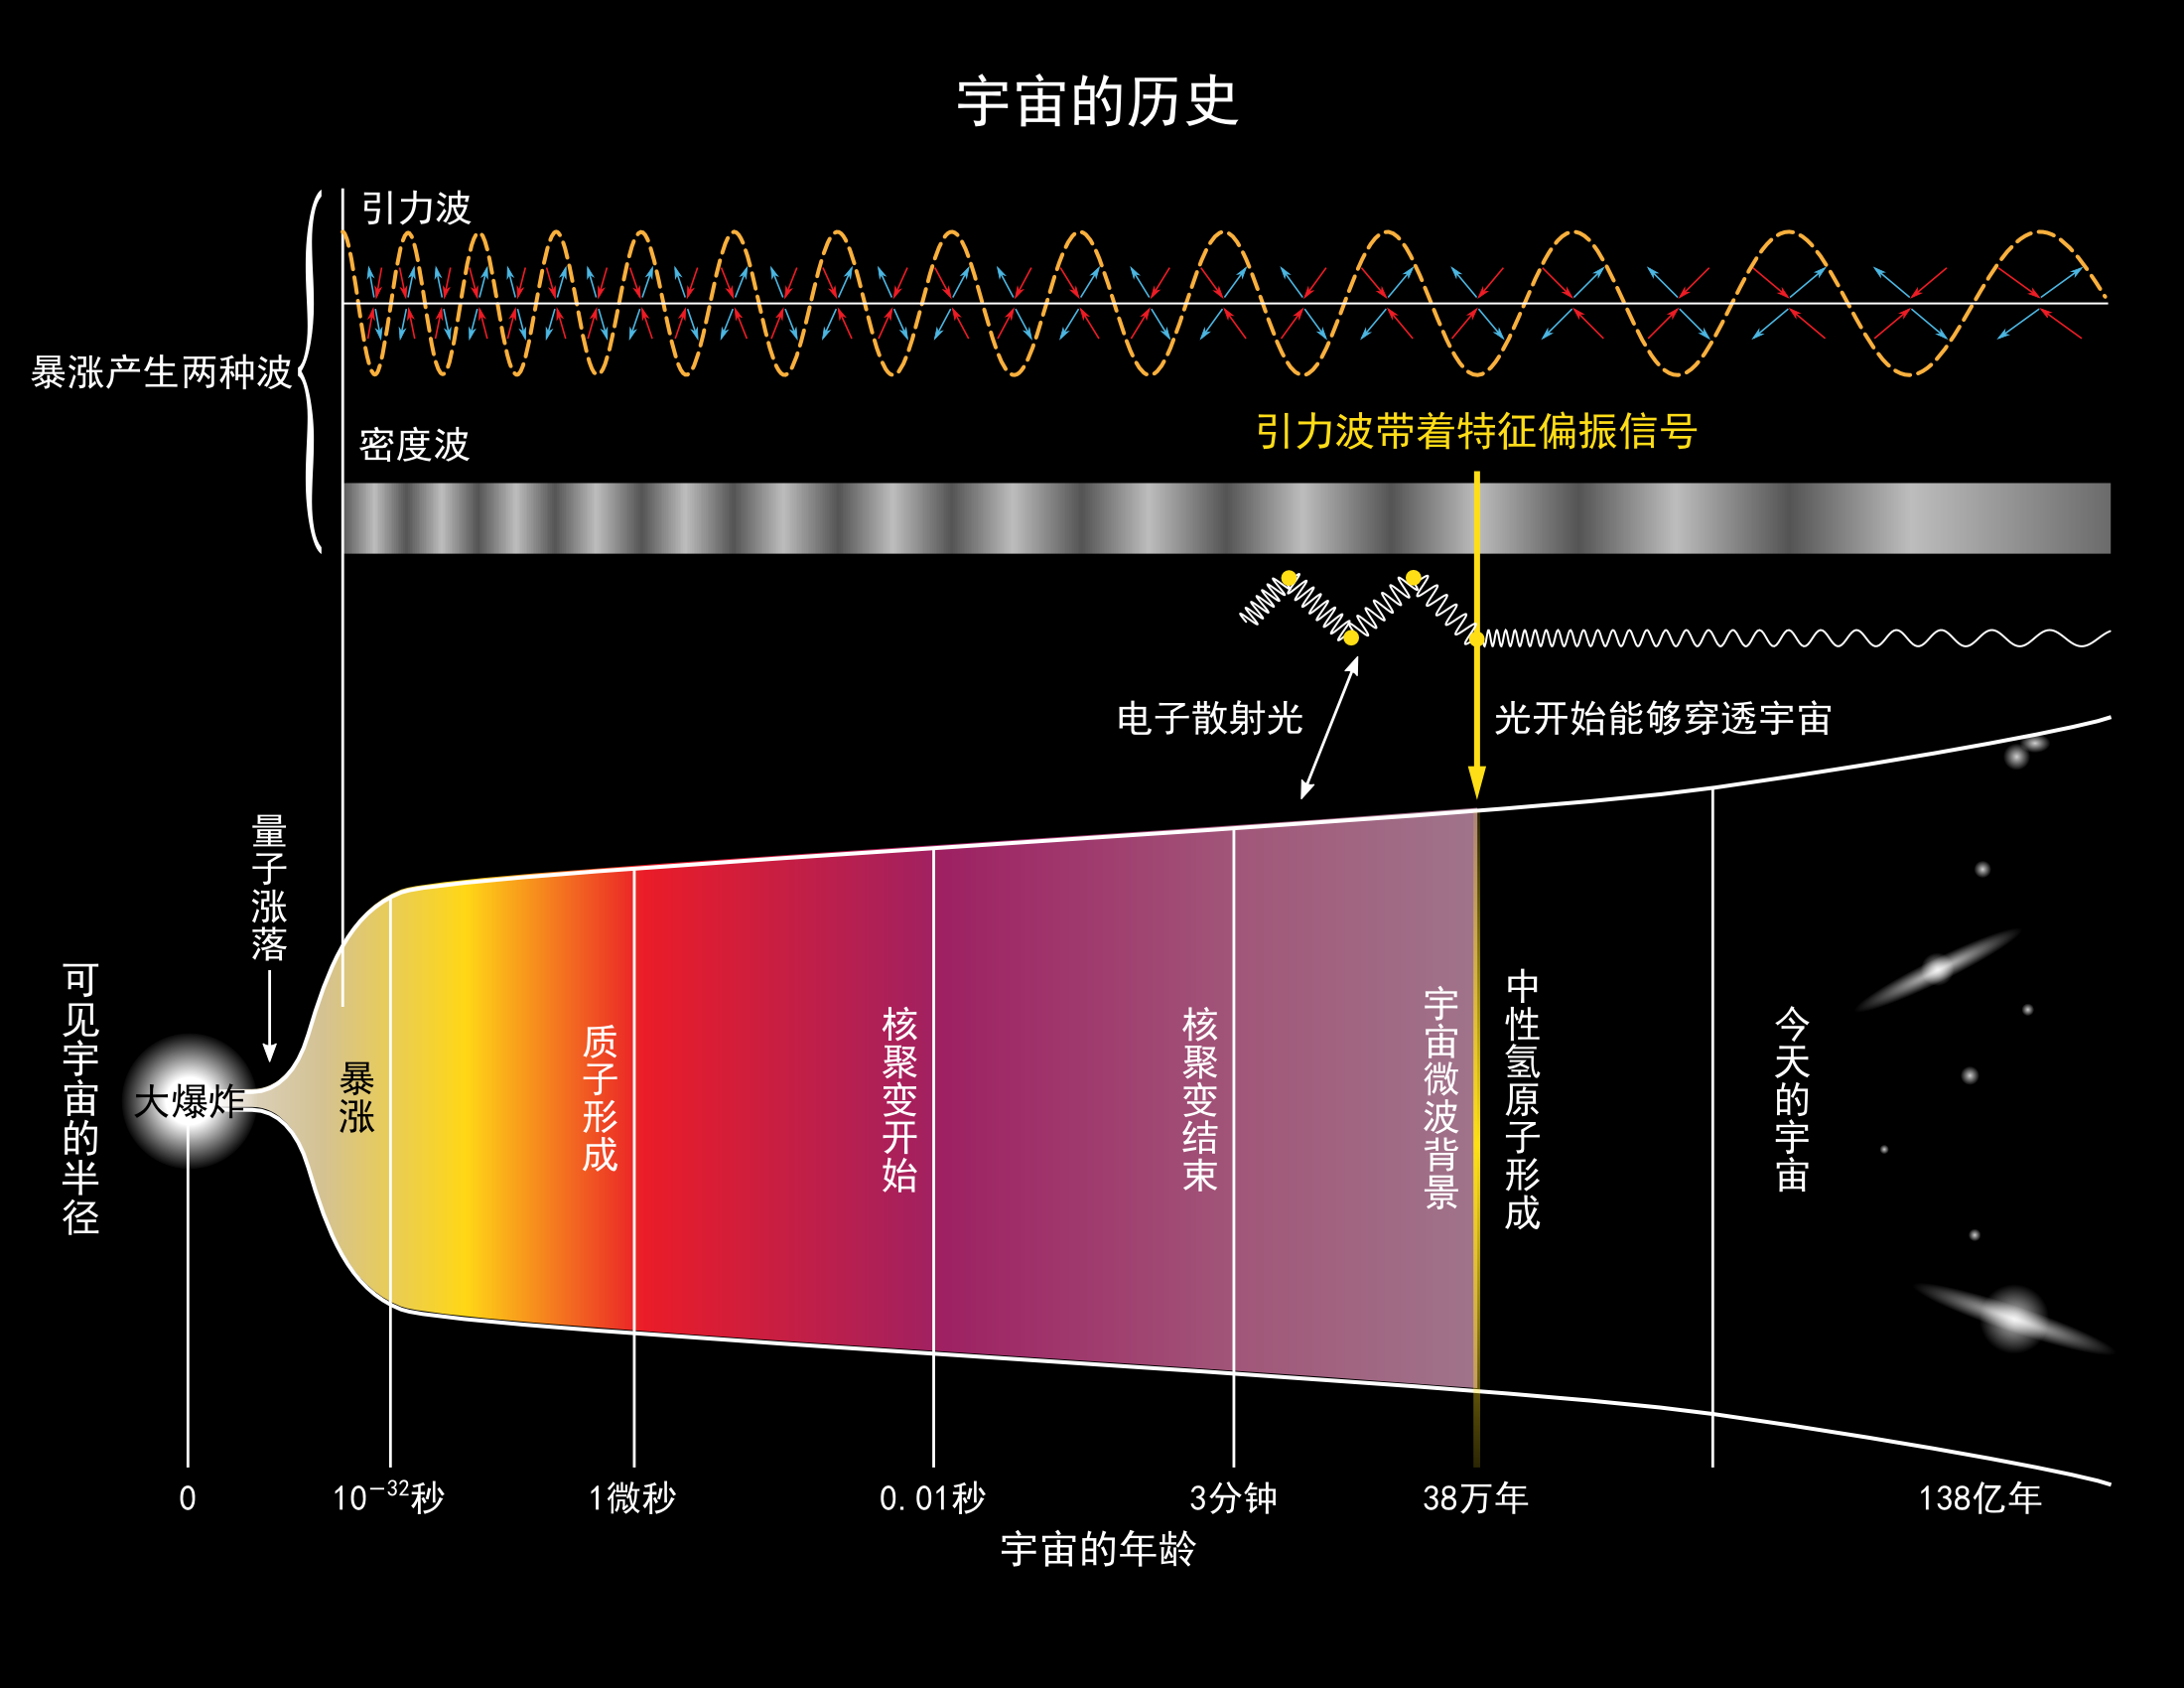 宇宙的历史
引力波
暴涨产生两种波
密度波
引力波带着特征偏振信号
电子散射光
光开始能够穿透宇宙
量子涨落
可见宇宙的半径
大爆炸
暴涨
质子形成
核聚变开始
核聚变结束
宇宙微波背景
中性氢原子形成
今天的宇宙
0
10⁻³²秒
1微秒
0.01秒
3分钟
38万年
138亿年
宇宙的年龄